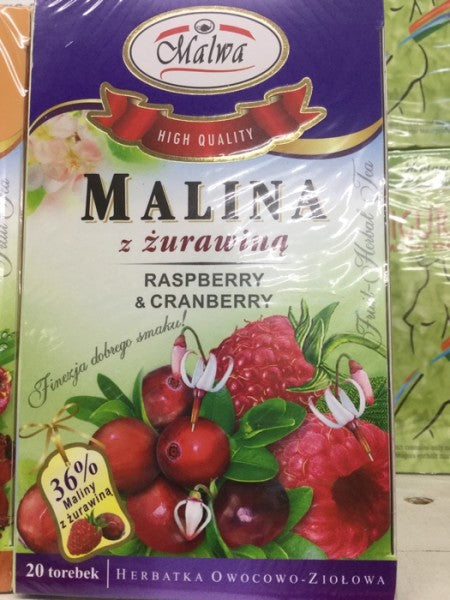 Malwa
HIGH QUALITY
MALINA
z żurawiną
RASPBERRY
& CRANBERRY
Finezja dobrego smaku!
Fruit-Herbal Tea
36%
Maliny
z żurawiną
20 torebek
HERBATKA OWOCOWO-ZIOŁOWA
Tea